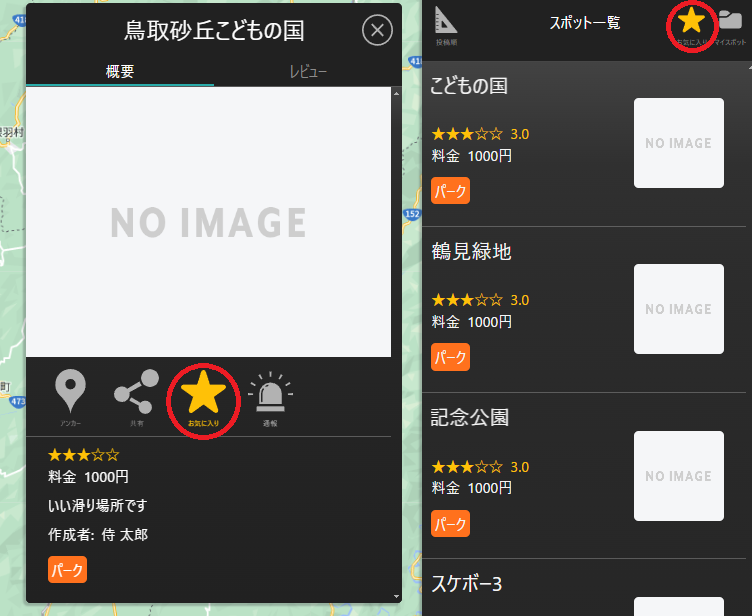 鳥取砂丘こどもの国
概要
レビュー
NO IMAGE
アンカー
共有
お気に入り
通報
★★★☆☆
料金 1000円
いい滑り場所です
作成者: 侍 太郎
パーク
41
152
473
町
投稿順
スポット一覧
お気に入り
マイスポット
こどもの国
★★★☆☆ 3.0
料金 1000円
パーク
NO IMAGE
鶴見緑地
★★★☆☆ 3.0
料金 1000円
パーク
NO IMAGE
記念公園
★★★☆☆ 3.0
料金 1000円
パーク
NO IMAGE
スケボー3